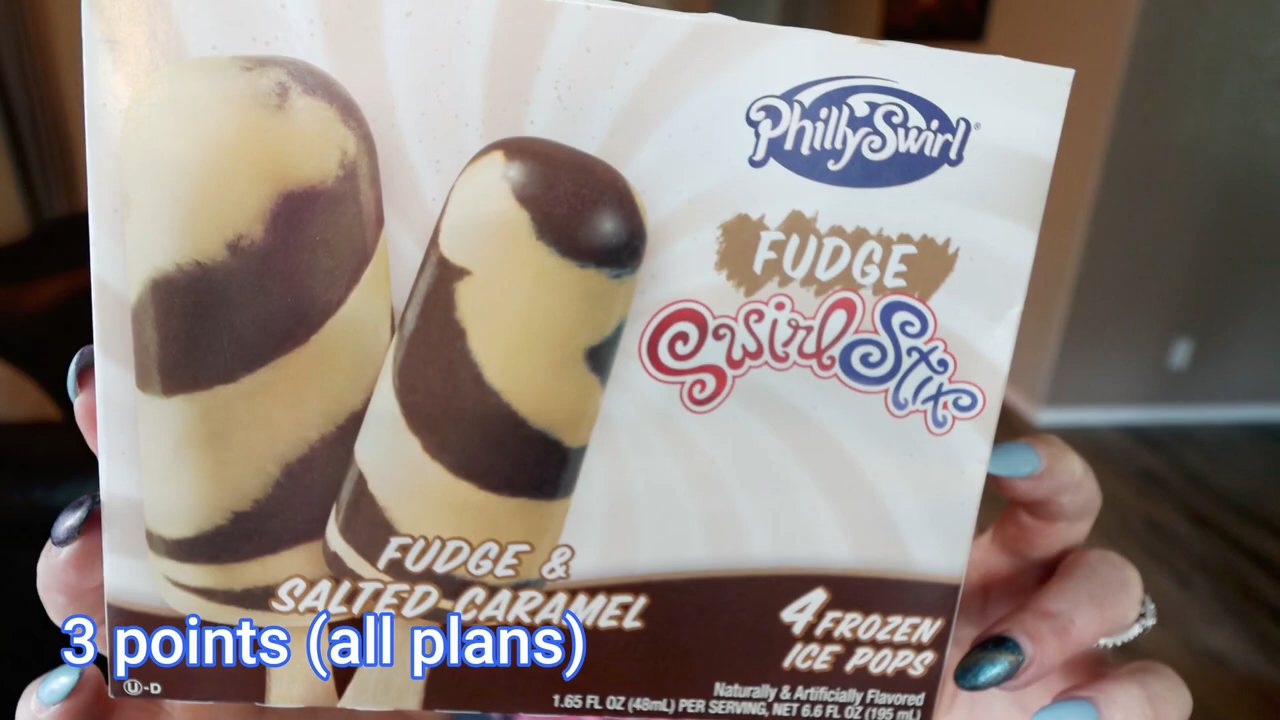 PhillySwirl®
FUDGE
SwirlStix
FUDGE &
SALTED CARAMEL
4 FROZEN
ICE POPS
3 points (all plans)
Ⓤ-D
Naturally & Artificially Flavored
1.65 FL OZ (48mL) PER SERVING, NET 6.6 FL OZ (195 mL)